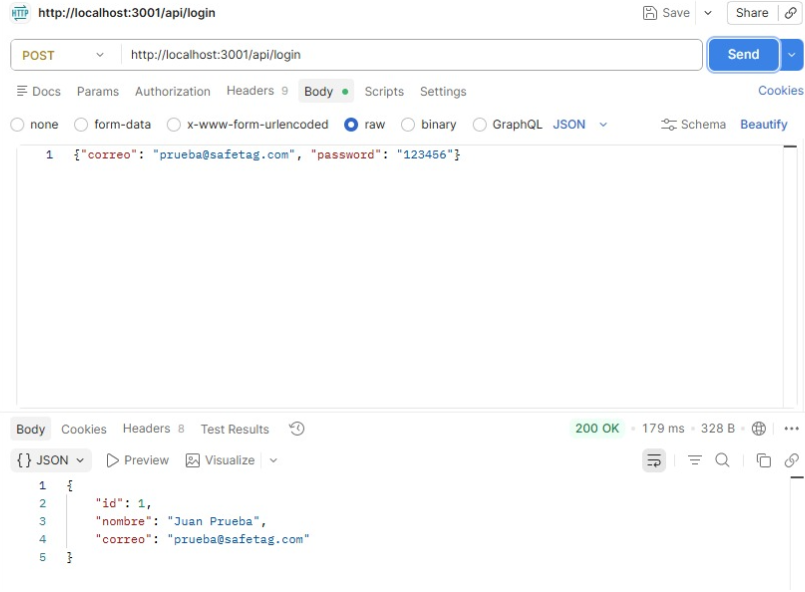 HTTP http://localhost:3001/api/login Save Share
POST http://localhost:3001/api/login Send
Docs Params Authorization Headers 9 Body Scripts Settings Cookies
none form-data x-www-form-urlencoded raw binary GraphQL JSON Schema Beautify
1 {"correo": "prueba@safetag.com", "password": "123456"}
Body Cookies Headers 8 Test Results 200 OK 179 ms 328 B
{} JSON Preview Visualize
1 {
2 "id": 1,
3 "nombre": "Juan Prueba",
4 "correo": "prueba@safetag.com"
5 }